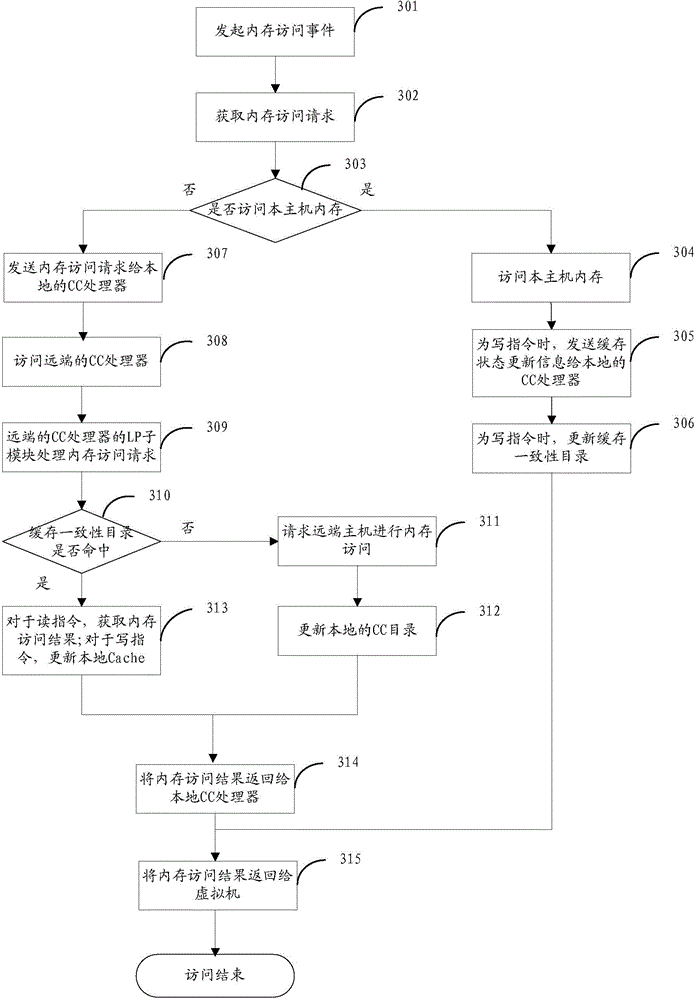 301
发起内存访问事件
302
获取内存访问请求
303
否
是
是否访问本主机内存
307
发送内存访问请求给本
地的CC处理器
304
访问本主机内存
308
访问远端的CC处理器
305
为写指令时，发送缓存
状态更新信息给本地的
CC处理器
309
远端的CC处理器的LP子
模块处理内存访问请求
306
为写指令时，更新缓存
一致性目录
310
缓存一致性目录
是否命中
否
是
311
请求远端主机进行内存
访问
313
对于读指令，获取内存
访问结果;对于写指
令，更新本地Cache
312
更新本地的CC目录
314
将内存访问结果返回给
本地CC处理器
315
将内存访问结果返回给
虚拟机
访问结束